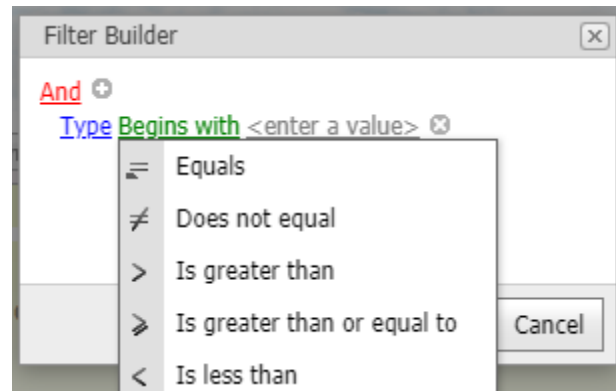 Filter Builder
And
Type Begins with <enter a value>
Equals
Does not equal
Is greater than
Is greater than or equal to
Cancel
Is less than